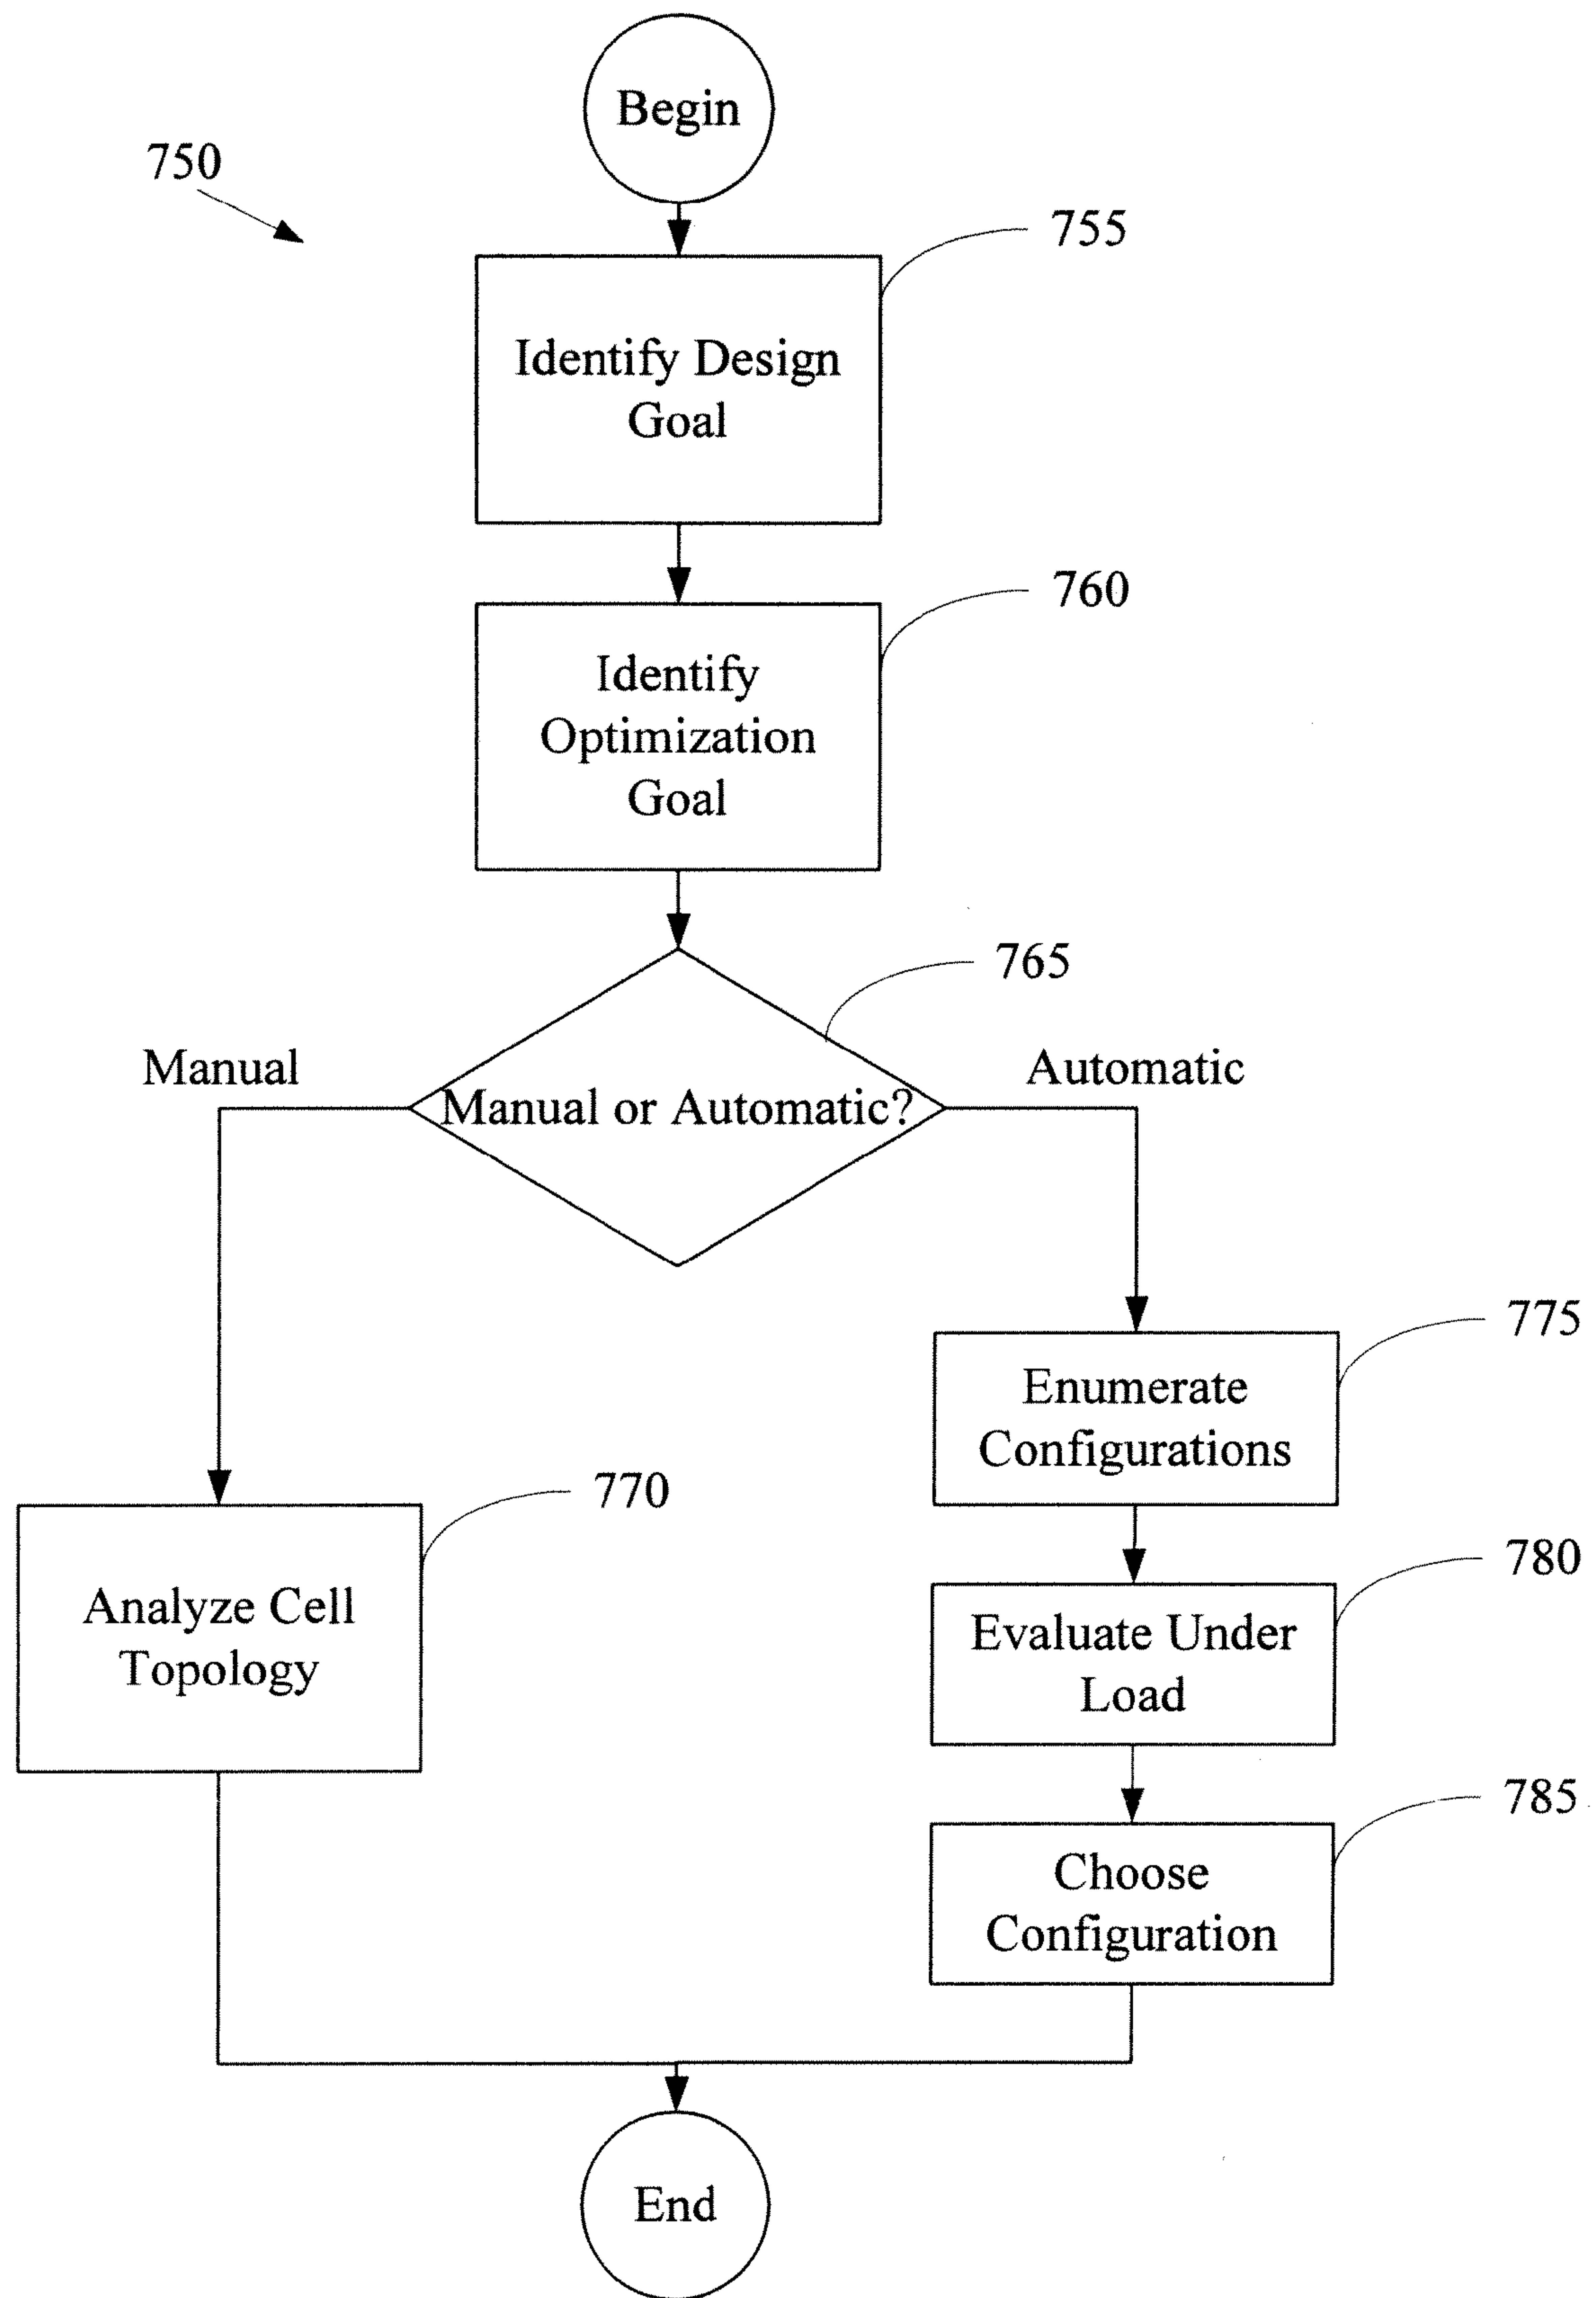 Begin
750
755
Identify Design
Goal
760
Identify
Optimization
Goal
765
Manual
Automatic
Manual or Automatic?
775
Enumerate
Configurations
770
Analyze Cell
Topology
780
Evaluate Under
Load
785
Choose
Configuration
End